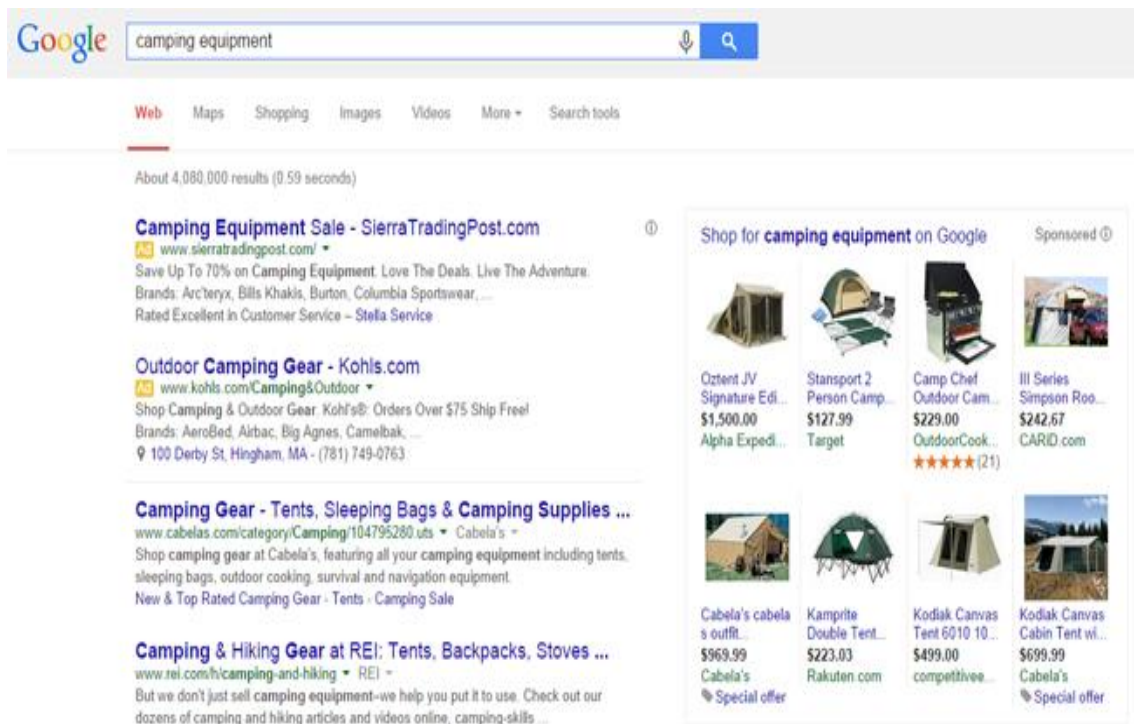 Google camping equipment
Web Maps Shopping Images Videos More Search tools
About 4,080,000 results (0.59 seconds)
Camping Equipment Sale - SierraTradingPost.com
Ad www.sierratradingpost.com/
Save Up To 70% on Camping Equipment. Love The Deals. Live The Adventure.
Brands: Arc'teryx, Bills Khakis, Burton, Columbia Sportswear, ...
Rated Excellent in Customer Service – Stella Service
Outdoor Camping Gear - Kohls.com
Ad www.kohls.com/Camping&Outdoor
Shop Camping & Outdoor Gear. Kohl's®: Orders Over $75 Ship Free!
Brands: AeroBed, Airbac, Big Agnes, Camelbak, ...
100 Derby St, Hingham, MA - (781) 749-0763
Camping Gear - Tents, Sleeping Bags & Camping Supplies ...
www.cabelas.com/category/Camping/104795280.uts Cabela's
Shop camping gear at Cabela's, featuring all your camping equipment including tents,
sleeping bags, outdoor cooking, survival and navigation equipment.
New & Top Rated Camping Gear - Tents - Camping Sale
Camping & Hiking Gear at REI: Tents, Backpacks, Stoves ...
www.rei.com/h/camping-and-hiking REI
But we don't just sell camping equipment–we help you put it to use. Check out our
dozens of camping and hiking articles and videos online, camping-skills ...
Shop for camping equipment on Google Sponsored
Oztent JV
Signature Edi...
$1,500.00
Alpha Expedi...
Stansport 2
Person Camp...
$127.99
Target
Camp Chef
Outdoor Cam...
$229.00
OutdoorCook...
(21)
III Series
Simpson Roo...
$242.67
CARiD.com
Cabela's cabela
s outfit...
$969.99
Cabela's
Special offer
Kamprite
Double Tent...
$223.03
Rakuten.com
Kodiak Canvas
Tent 6010 10...
$499.00
competitivee...
Kodiak Canvas
Cabin Tent wi...
$699.99
Cabela's
Special offer